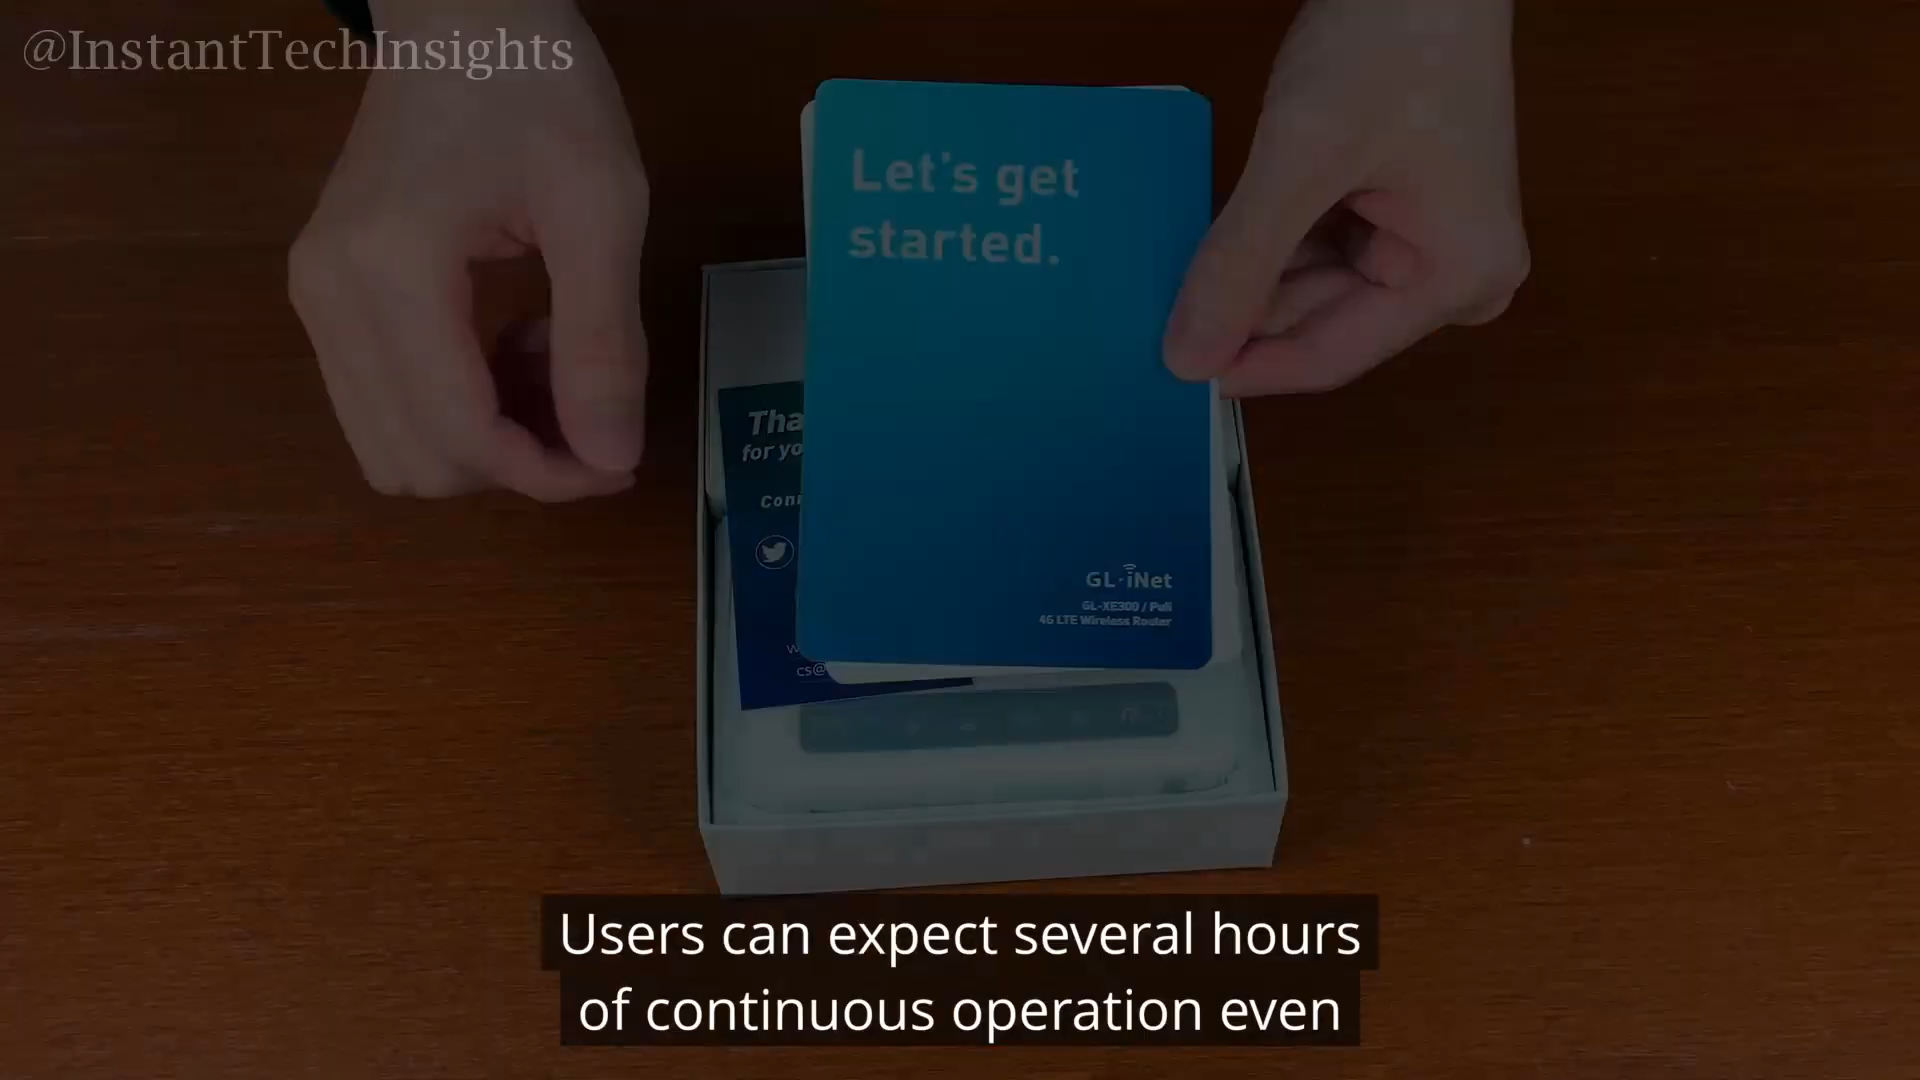 @InstantTechInsights
Let's get
started.
Tha
for yo
Conn
GL·iNet
GL-XE300 / Puli
4G LTE Wireless Router
w
cs@
Users can expect several hours
of continuous operation even